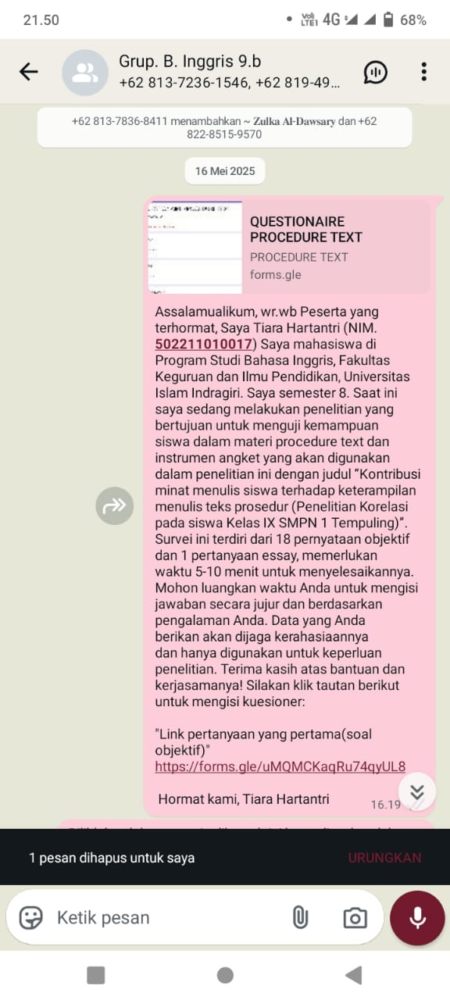 21.50
4G
68%
Grup. B. Inggris 9.b
+62 813-7236-1546, +62 819-49...
+62 813-7836-8411 menambahkan ~ Zulka Al-Dawsary dan +62
822-8515-9570
16 Mei 2025
QUESTIONAIRE
PROCEDURE TEXT
PROCEDURE TEXT
forms.gle
Assalamualikum, wr.wb Peserta yang
terhormat, Saya Tiara Hartantri (NIM.
502211010017) Saya mahasiswa di
Program Studi Bahasa Inggris, Fakultas
Keguruan dan Ilmu Pendidikan, Universitas
Islam Indragiri. Saya semester 8. Saat ini
saya sedang melakukan penelitian yang
bertujuan untuk menguji kemampuan
siswa dalam materi procedure text dan
instrumen angket yang akan digunakan
dalam penelitian ini dengan judul "Kontribusi
minat menulis siswa terhadap keterampilan
menulis teks prosedur (Penelitian Korelasi
pada siswa Kelas IX SMPN 1 Tempuling)".
Survei ini terdiri dari 18 pernyataan objektif
dan 1 pertanyaan essay, memerlukan
waktu 5-10 menit untuk menyelesaikannya.
Mohon luangkan waktu Anda untuk mengisi
jawaban secara jujur dan berdasarkan
pengalaman Anda. Data yang Anda
berikan akan dijaga kerahasiaannya
dan hanya digunakan untuk keperluan
penelitian. Terima kasih atas bantuan dan
kerjasamanya! Silakan klik tautan berikut
untuk mengisi kuesioner:
"Link pertanyaan yang pertama(soal
objektif)"
https://forms.gle/uMQMCKaqRu74qyUL8
Hormat kami, Tiara Hartantri
16.19
1 pesan dihapus untuk saya
URUNGKAN
Ketik pesan